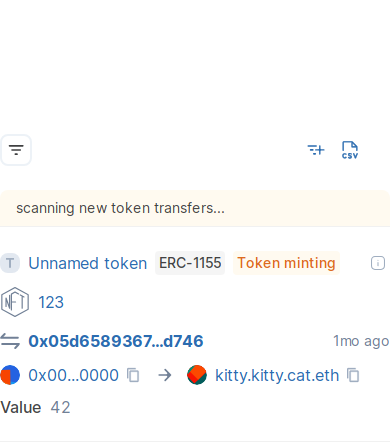 CSV
scanning new token transfers...
T Unnamed token ERC-1155 Token minting i
NFT 123
0x05d6589367...d746 1mo ago
0x00...0000 → kitty.kitty.cat.eth
Value 42